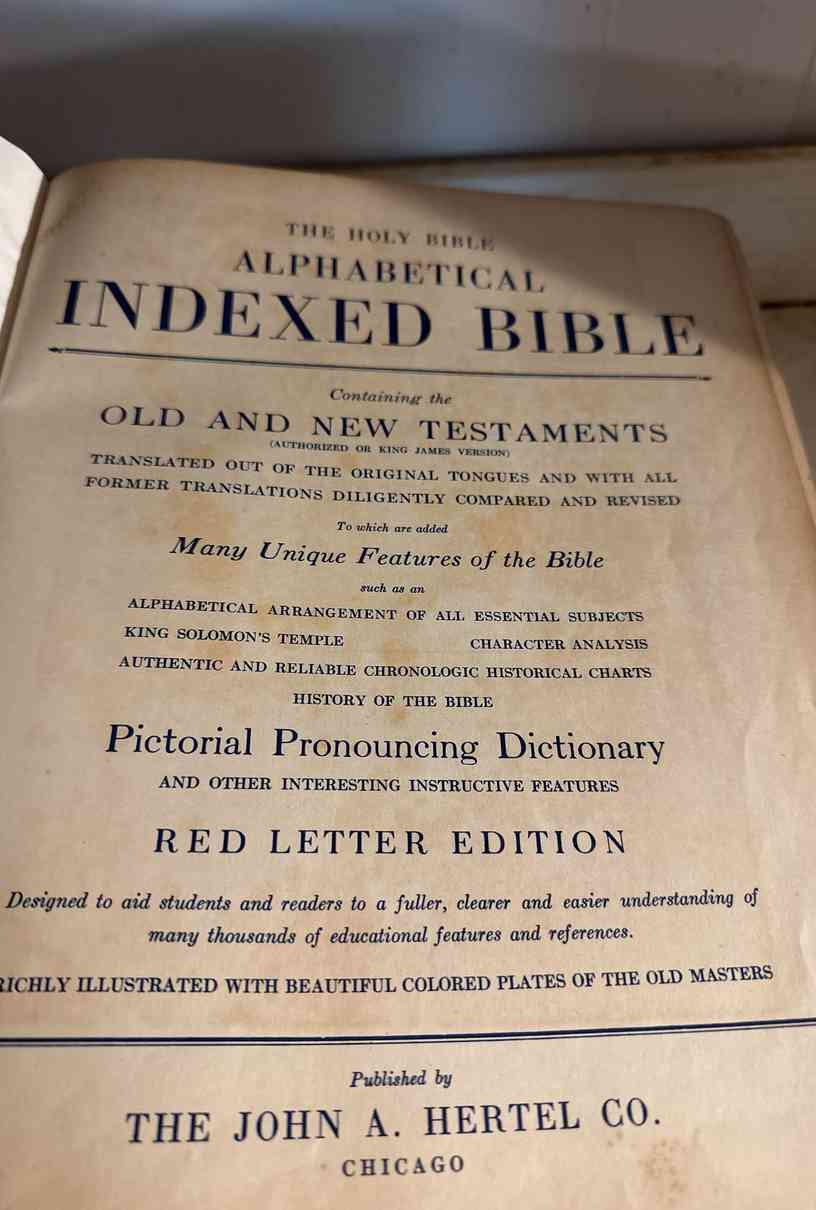 THE HOLY BIBLE
ALPHABETICAL
INDEXED BIBLE
Containing the
OLD AND NEW TESTAMENTS
(AUTHORIZED OR KING JAMES VERSION)
TRANSLATED OUT OF THE ORIGINAL TONGUES AND WITH ALL
FORMER TRANSLATIONS DILIGENTLY COMPARED AND REVISED
To which are added
Many Unique Features of the Bible
such as an
ALPHABETICAL ARRANGEMENT OF ALL ESSENTIAL SUBJECTS
KING SOLOMON'S TEMPLE CHARACTER ANALYSIS
AUTHENTIC AND RELIABLE CHRONOLOGIC HISTORICAL CHARTS
HISTORY OF THE BIBLE
Pictorial Pronouncing Dictionary
AND OTHER INTERESTING INSTRUCTIVE FEATURES
RED LETTER EDITION
Designed to aid students and readers to a fuller, clearer and easier understanding of
many thousands of educational features and references.
RICHLY ILLUSTRATED WITH BEAUTIFUL COLORED PLATES OF THE OLD MASTERS
Published by
THE JOHN A. HERTEL CO.
CHICAGO